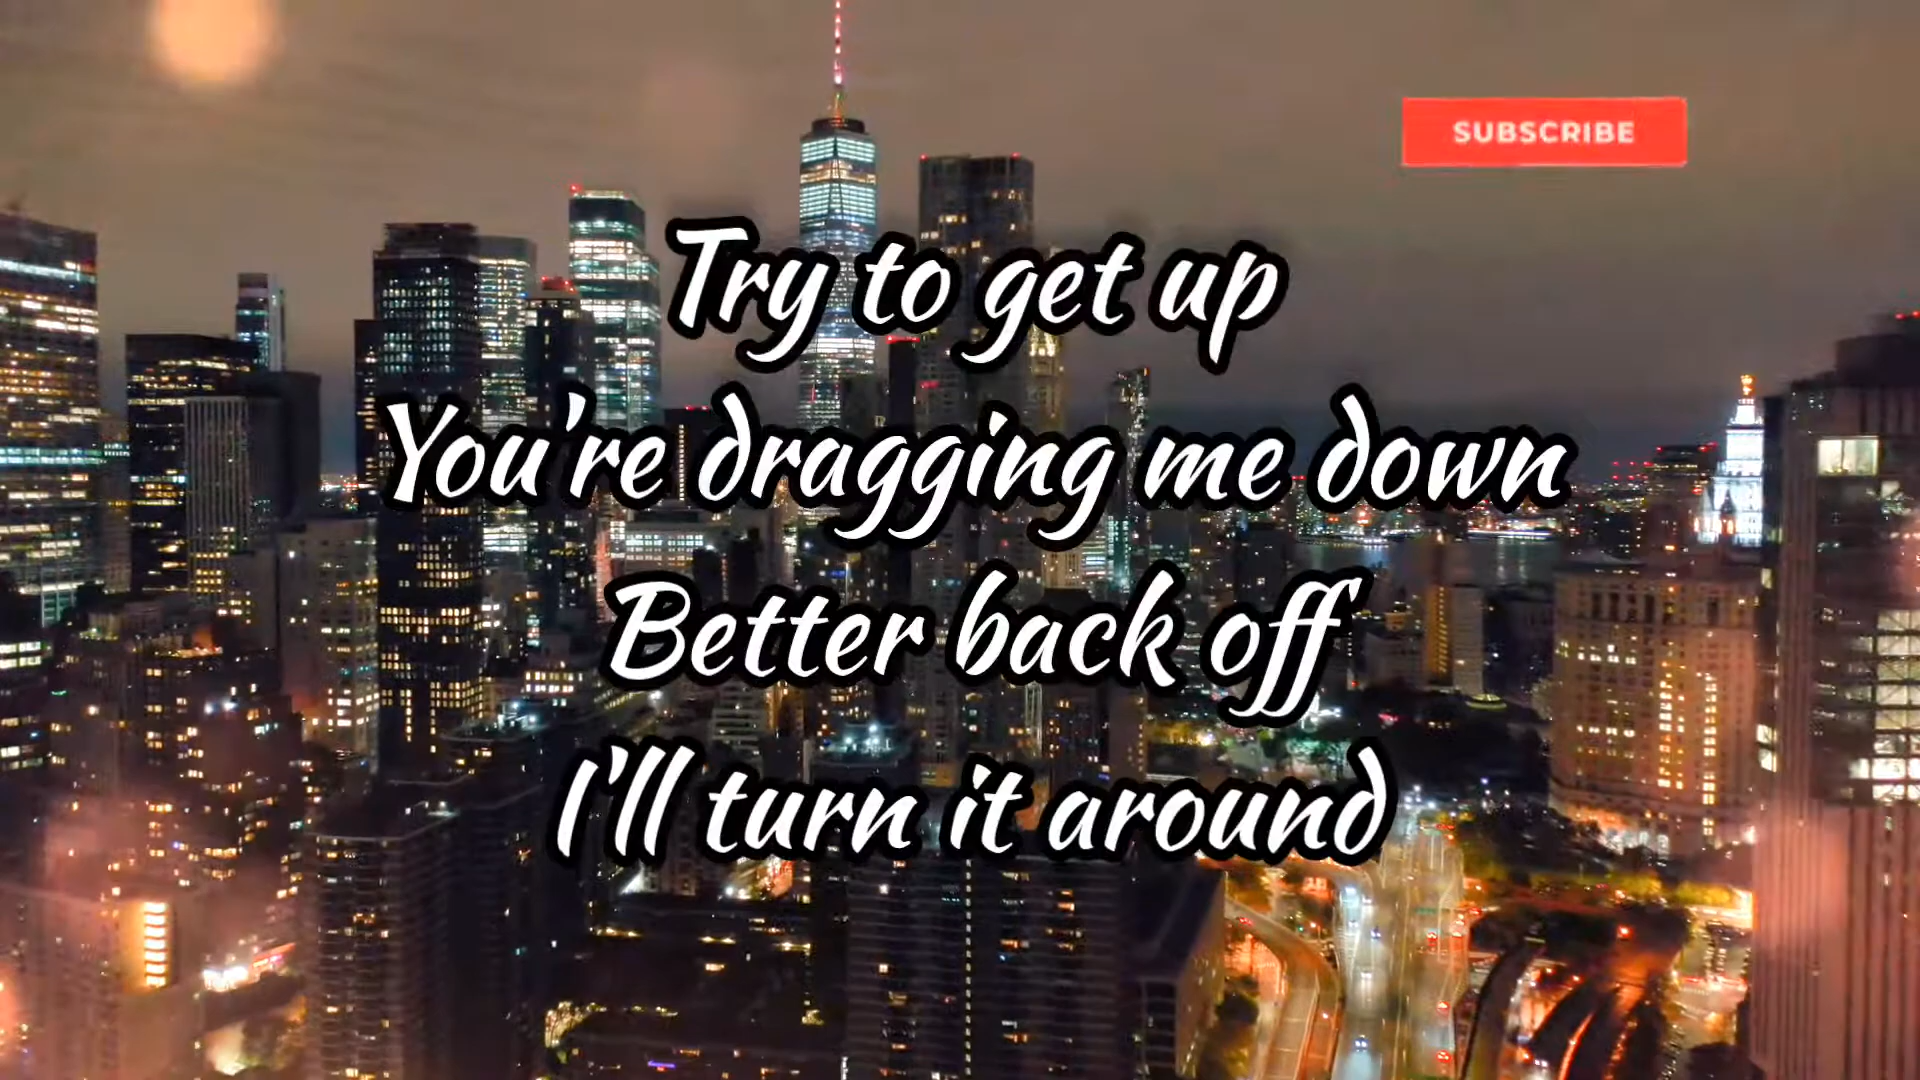 SUBSCRIBE
Try to get up
You're dragging me down
Better back off
I'll turn it around